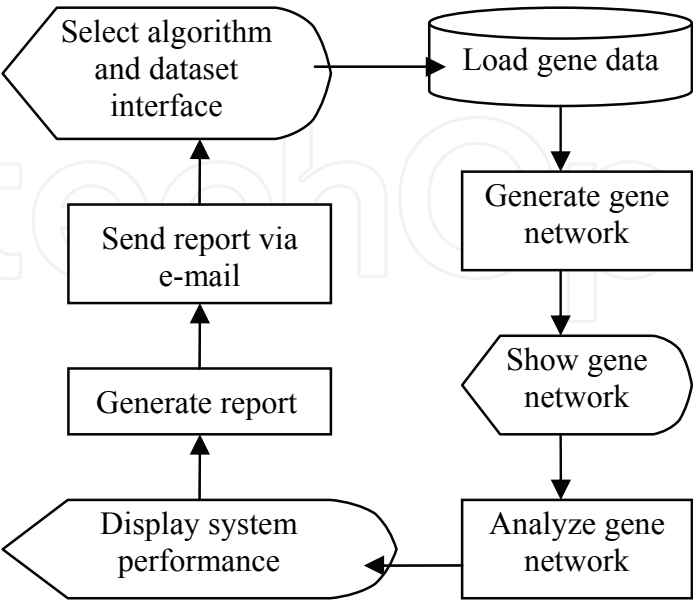 Select algorithm
and dataset
interface
Load gene data
Generate gene
network
Show gene
network
Analyze gene
network
Display system
performance
Generate report
Send report via
e-mail